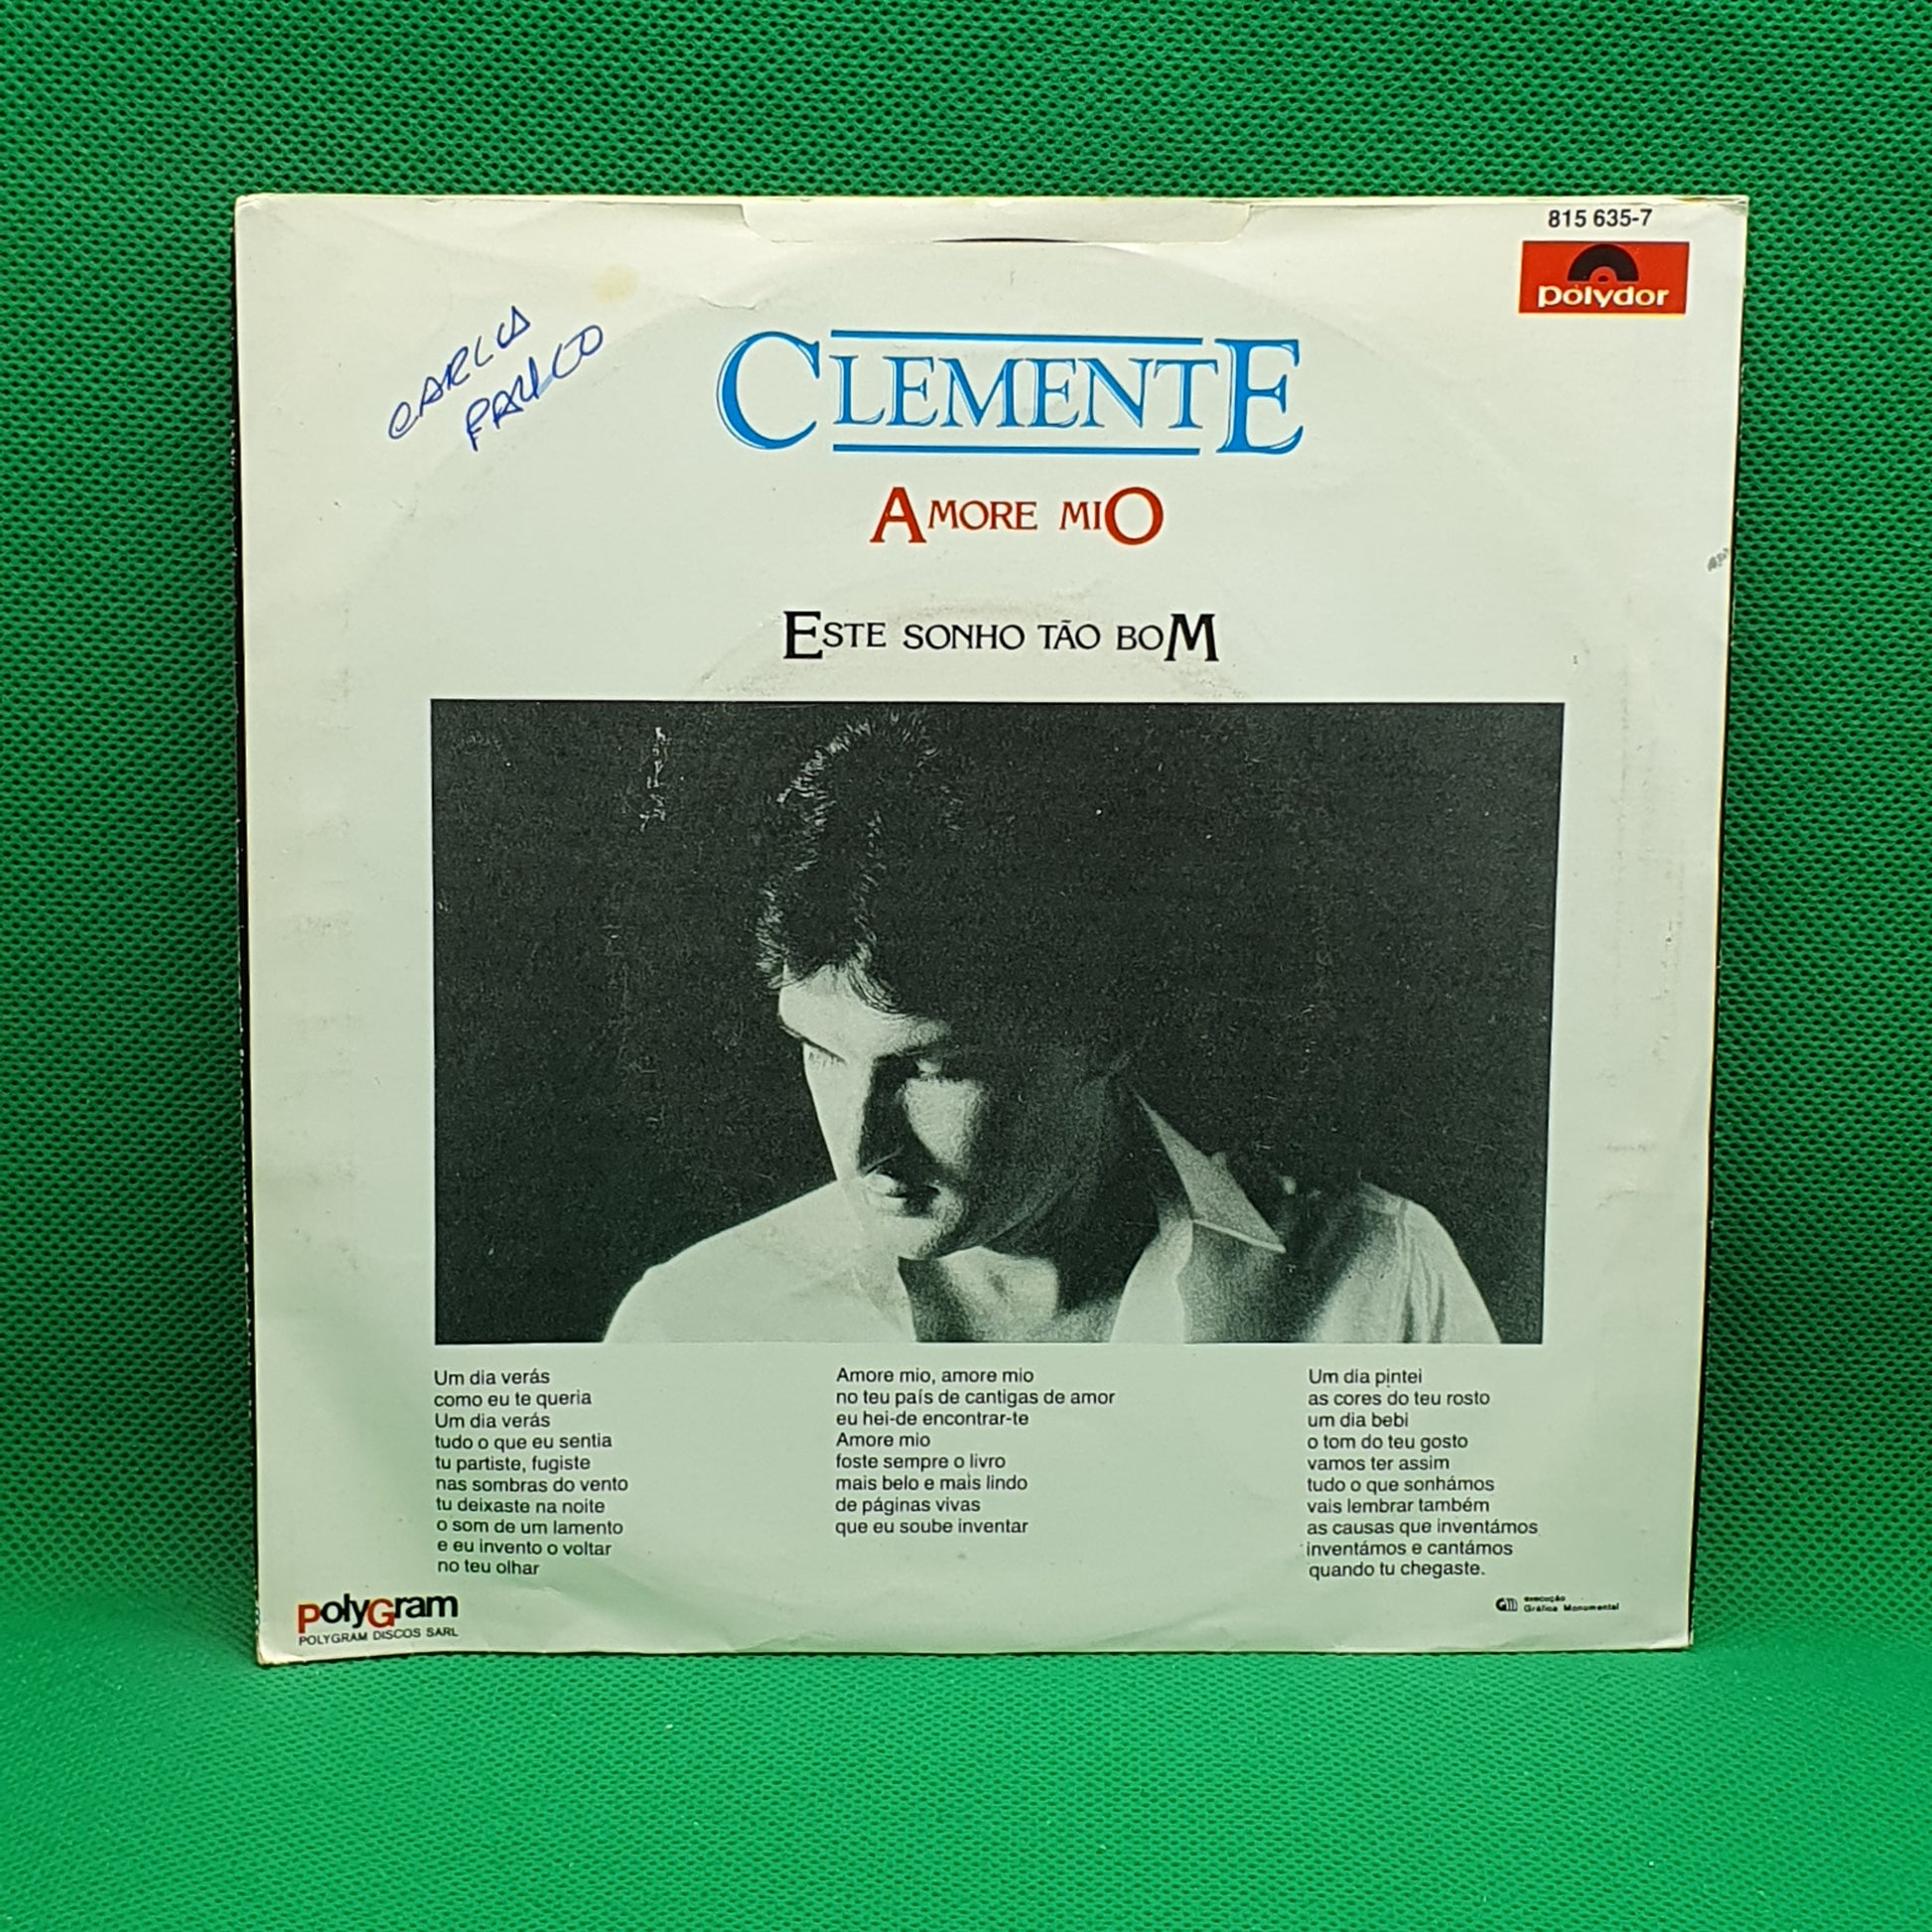 815 635-7
polydor
CARLA
CLEMENTE
AMORE MIO
ESTE SONHO TÃO BOM
Um dia verás
como eu te queria
Um dia verás
tudo o que eu sentia
tu partiste, fugiste
nas sombras do vento
tu deixaste na noite
o som de um lamento
e eu invento o voltar
no teu olhar
Amore mio, amore mio
no teu país de cantigas de amor
eu hei-de encontrar-te
Amore mio
foste sempre o livro
mais belo e mais lindo
de páginas vivas
que eu soube inventar
Um dia pintei
as cores do teu rosto
um dia bebi
o tom do teu gosto
vamos ter assim
tudo o que sonhámos
vais lembrar também
as causas que inventámos
inventámos e cantámos
quando tu chegaste.
PolyGram
POLYGRAM DISCOS SARL
execução
Gráfica Monumental